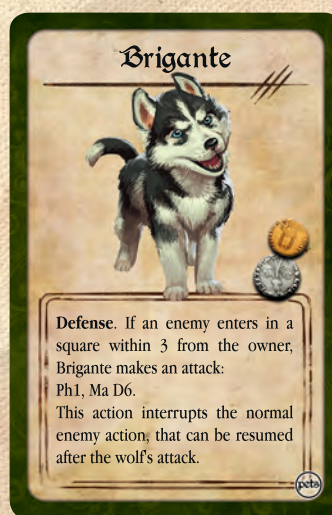 Brigante
Defense. If an enemy enters in a
square within 3 from the owner,
Brigante makes an attack:
Ph1, Ma D6.
This action interrupts the normal
enemy action, that can be resumed
after the wolf's attack.
pets